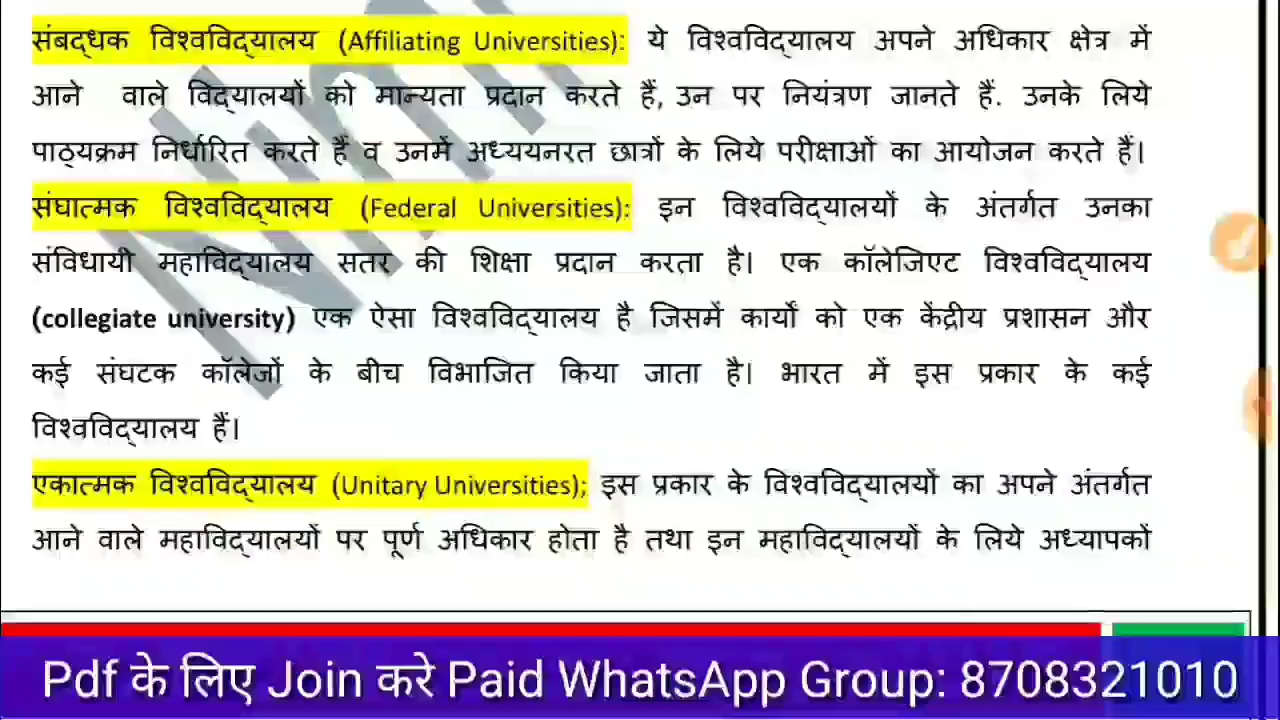 संबद्धक विश्वविद्यालय (Affiliating Universities): ये विश्वविद्यालय अपने अधिकार क्षेत्र में
आने वाले विद्यालयों को मान्यता प्रदान करते हैं, उन पर नियंत्रण जानते हैं. उनके लिये
पाठ्यक्रम निर्धारित करते हैं व उनमें अध्ययनरत छात्रों के लिये परीक्षाओं का आयोजन करते हैं।
संघात्मक विश्वविद्यालय (Federal Universities): इन विश्वविद्यालयों के अंतर्गत उनका
संविधायी महाविद्यालय सतर की शिक्षा प्रदान करता है। एक कॉलेजिएट विश्वविद्यालय
(collegiate university) एक ऐसा विश्वविद्यालय है जिसमें कार्यों को एक केंद्रीय प्रशासन और
कई संघटक कॉलेजों के बीच विभाजित किया जाता है। भारत में इस प्रकार के कई
विश्वविद्यालय हैं।
एकात्मक विश्वविद्यालय (Unitary Universities); इस प्रकार के विश्वविद्यालयों का अपने अंतर्गत
आने वाले महाविद्यालयों पर पूर्ण अधिकार होता है तथा इन महाविद्यालयों के लिये अध्यापकों
Pdf के लिए Join करे Paid WhatsApp Group: 8708321010